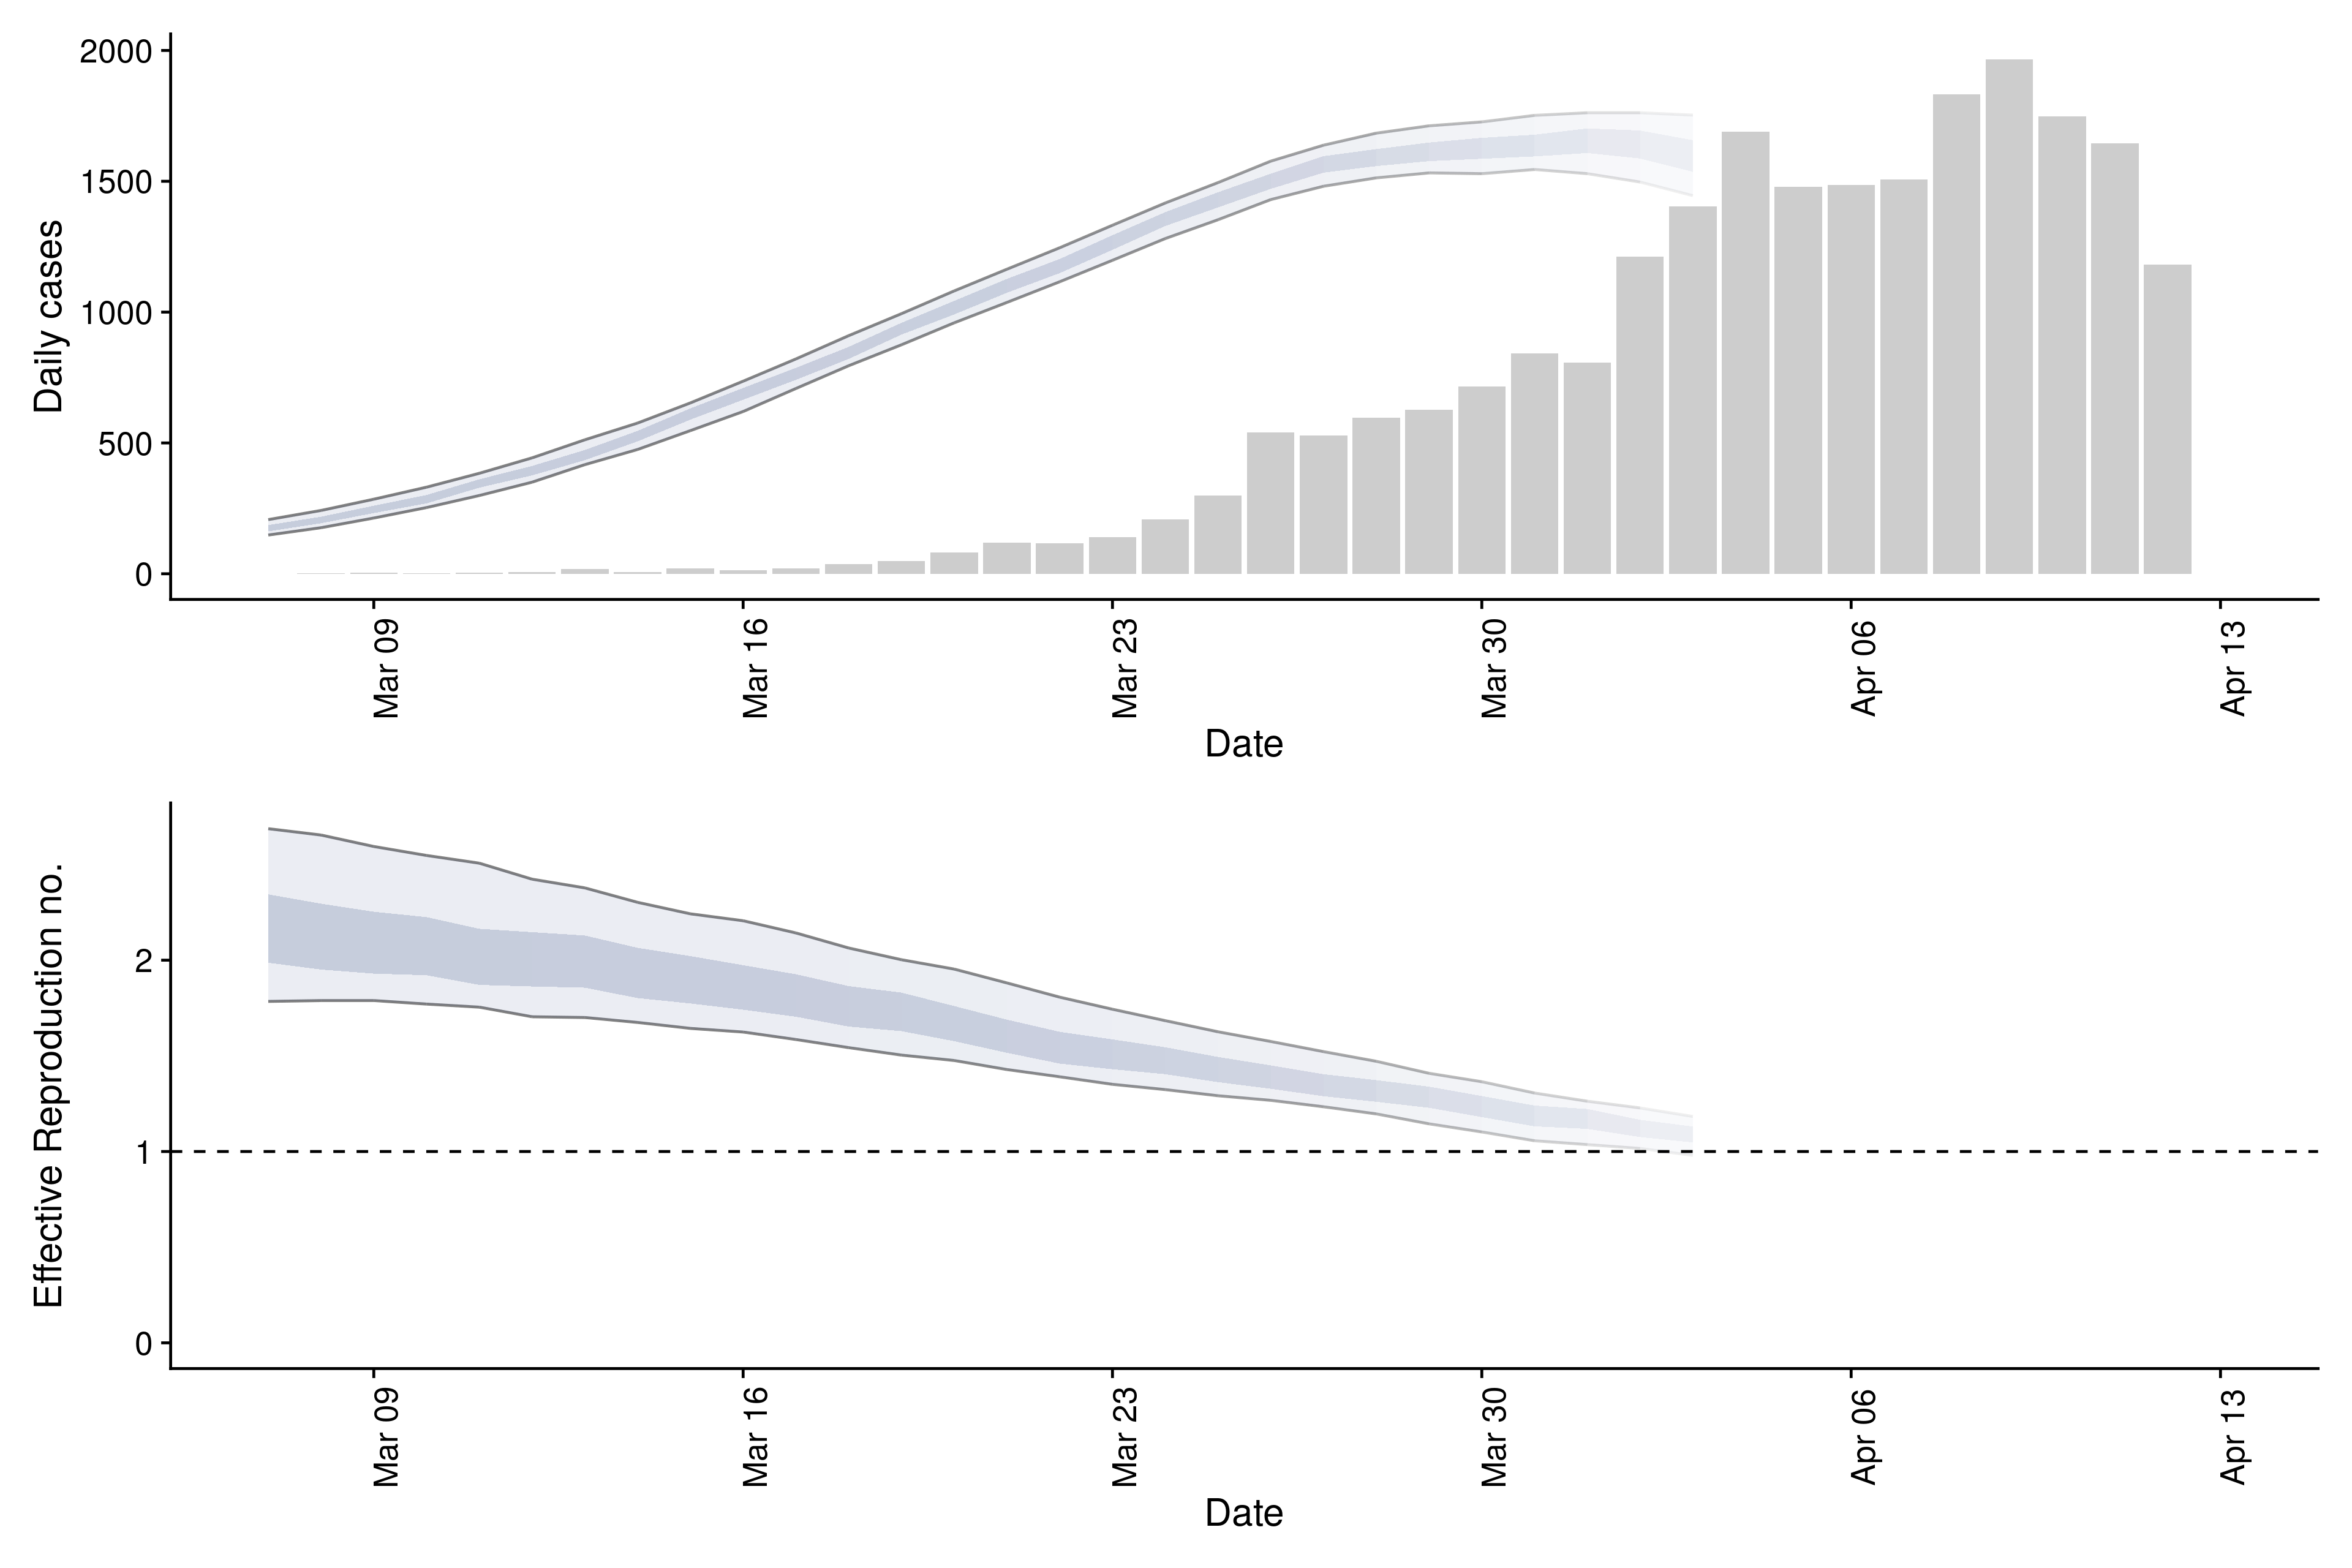 Daily cases
2000
1500
1000
500
0
Mar 09
Mar 16
Mar 23
Mar 30
Apr 06
Apr 13
Date
Effective Reproduction no.
2
1
0
Mar 09
Mar 16
Mar 23
Mar 30
Apr 06
Apr 13
Date